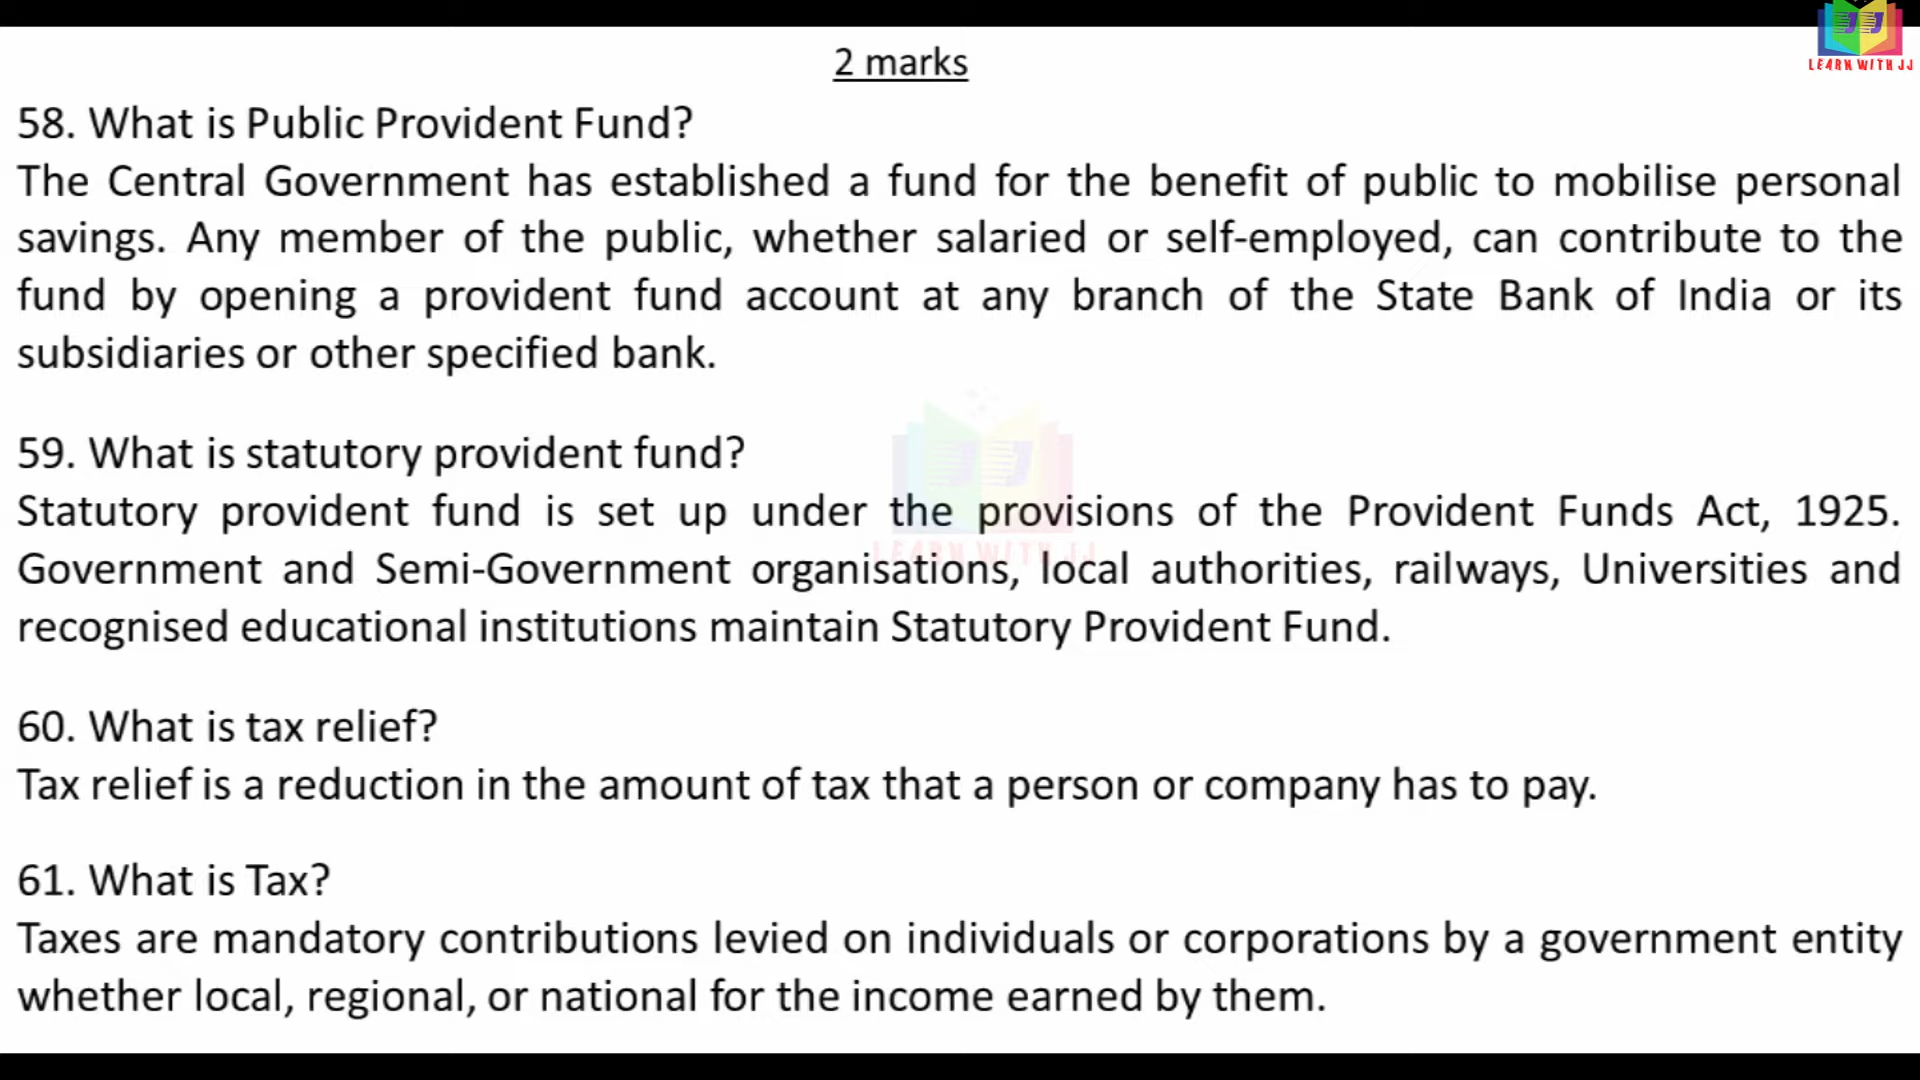 LEARN WITH JJ
2 marks
58. What is Public Provident Fund?
The Central Government has established a fund for the benefit of public to mobilise personal
savings. Any member of the public, whether salaried or self-employed, can contribute to the
fund by opening a provident fund account at any branch of the State Bank of India or its
subsidiaries or other specified bank.
59. What is statutory provident fund?
Statutory provident fund is set up under the provisions of the Provident Funds Act, 1925.
Government and Semi-Government organisations, local authorities, railways, Universities and
recognised educational institutions maintain Statutory Provident Fund.
LEARN WITH JJ
60. What is tax relief?
Tax relief is a reduction in the amount of tax that a person or company has to pay.
61. What is Tax?
Taxes are mandatory contributions levied on individuals or corporations by a government entity
whether local, regional, or national for the income earned by them.